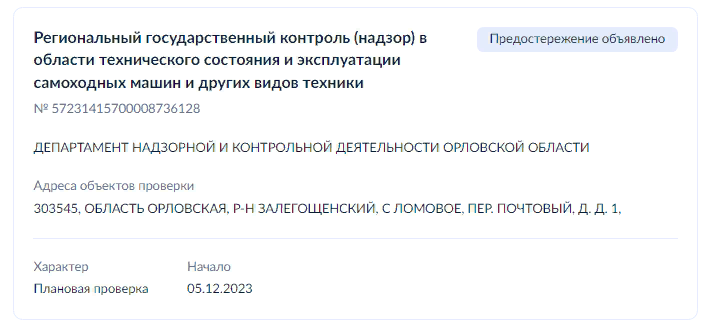 Региональный государственный контроль (надзор) в
области технического состояния и эксплуатации
самоходных машин и других видов техники
Предостережение объявлено
№ 57231415700008736128
ДЕПАРТАМЕНТ НАДЗОРНОЙ И КОНТРОЛЬНОЙ ДЕЯТЕЛЬНОСТИ ОРЛОВСКОЙ ОБЛАСТИ
Адреса объектов проверки
303545, ОБЛАСТЬ ОРЛОВСКАЯ, Р-Н ЗАЛЕГОЩЕНСКИЙ, С ЛОМОВОЕ, ПЕР. ПОЧТОВЫЙ, Д. Д. 1,
Характер Начало
Плановая проверка 05.12.2023